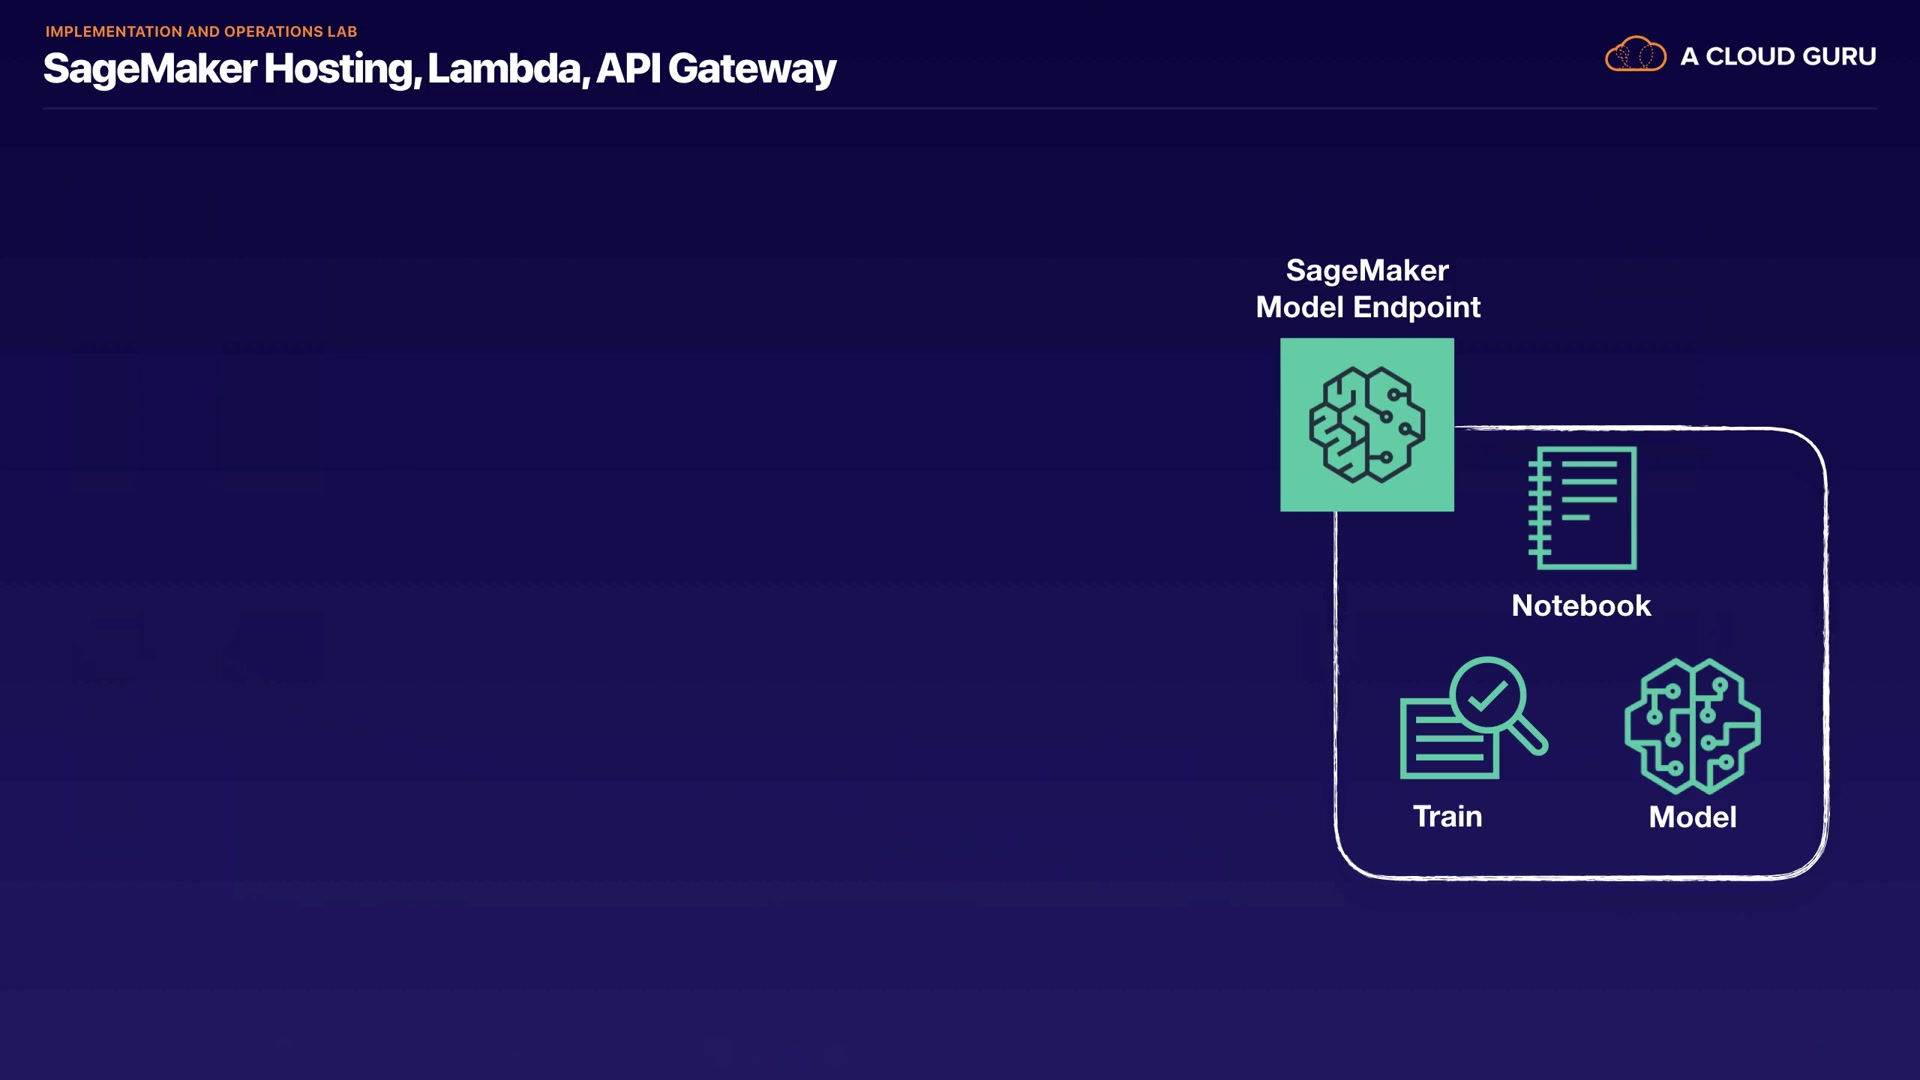 IMPLEMENTATION AND OPERATIONS LAB
SageMaker Hosting, Lambda, API Gateway
A CLOUD GURU
SageMaker
Model Endpoint
Notebook
Train
Model